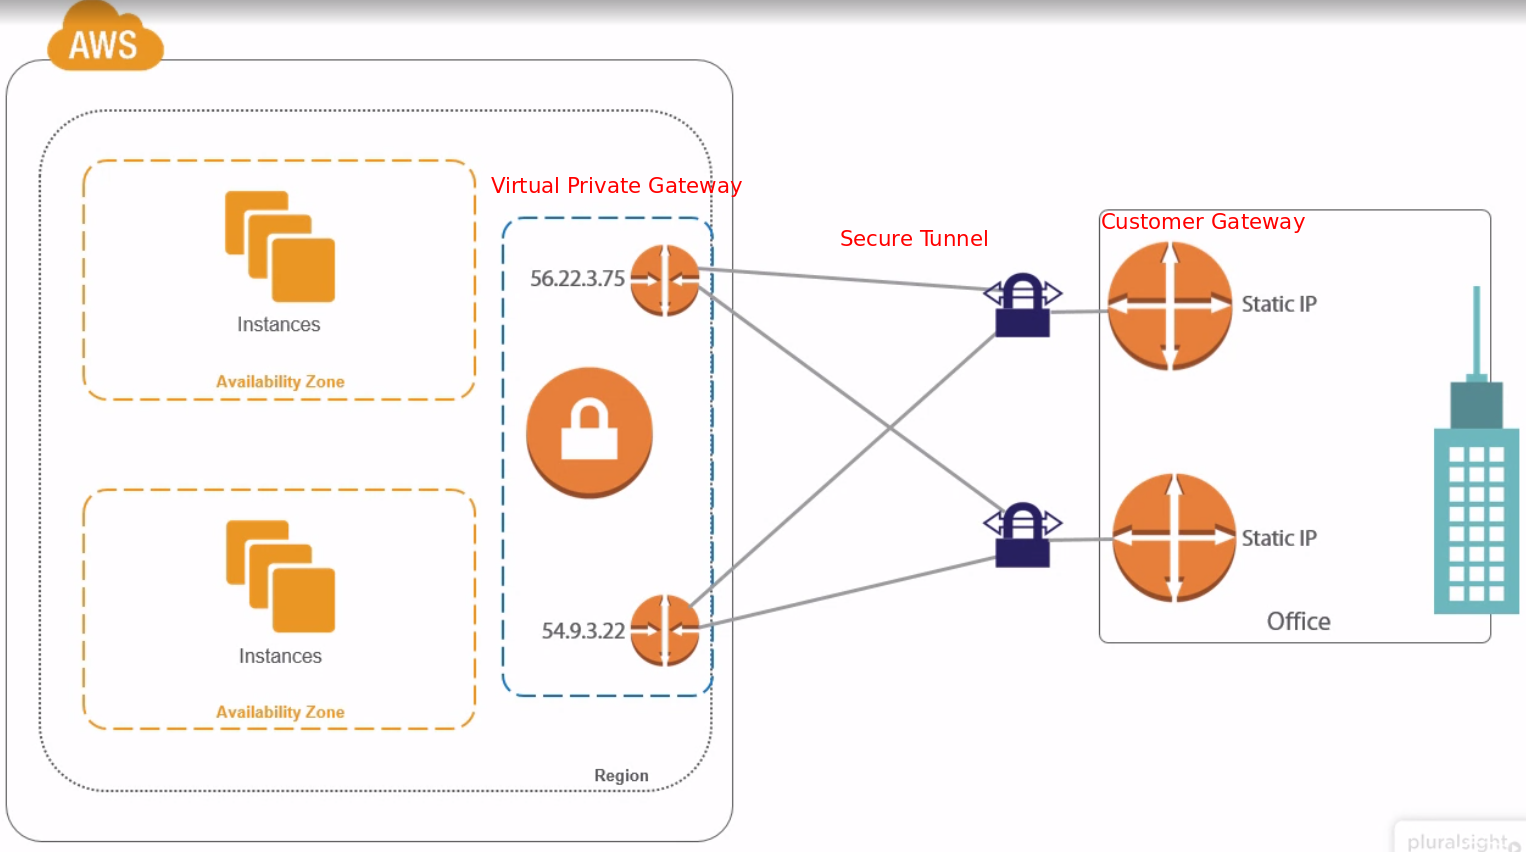 AWS
Virtual Private Gateway
Customer Gateway
Secure Tunnel
56.22.3.75
Static IP
Instances
Availability Zone
Static IP
Office
54.9.3.22
Instances
Availability Zone
Region
pluralsight